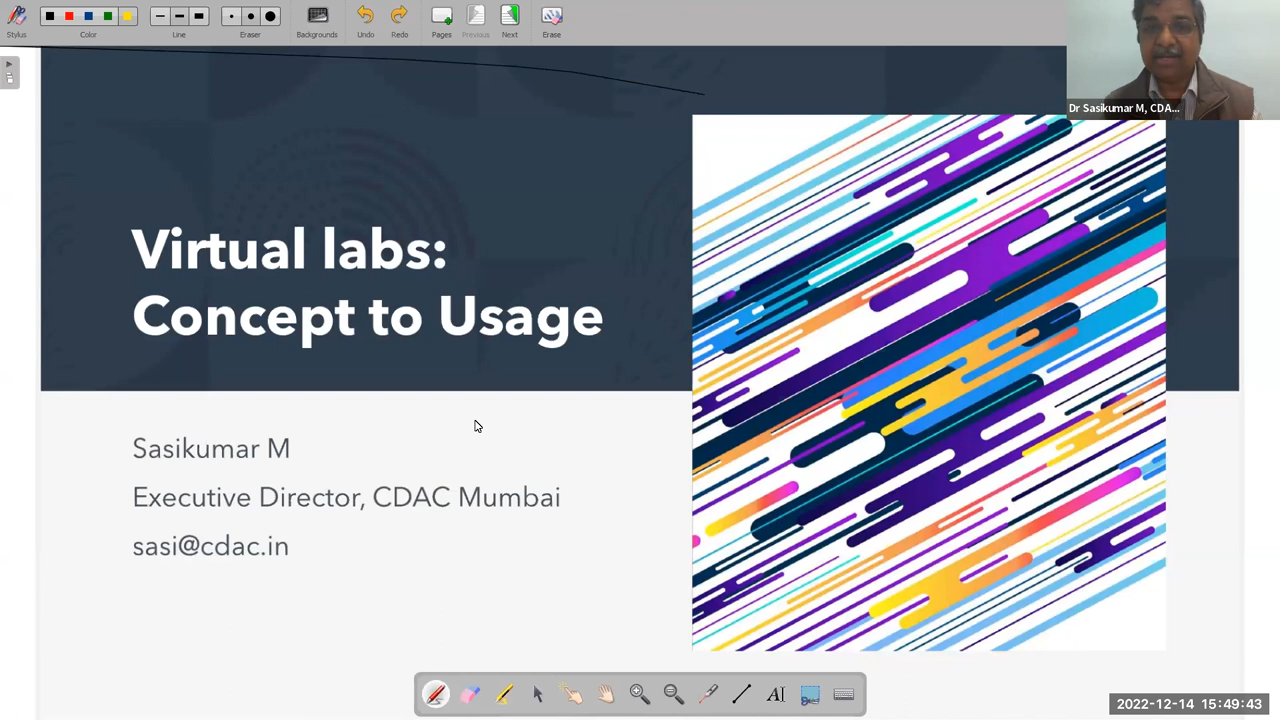 Stylus
Color
Line
Eraser
Backgrounds
Undo
Redo
Pages
Previous
Next
Erase
Dr Sasikumar M, CDA...
Virtual labs:
Concept to Usage
Sasikumar M
Executive Director, CDAC Mumbai
sasi@cdac.in
AI
2022-12-14 15:49:43